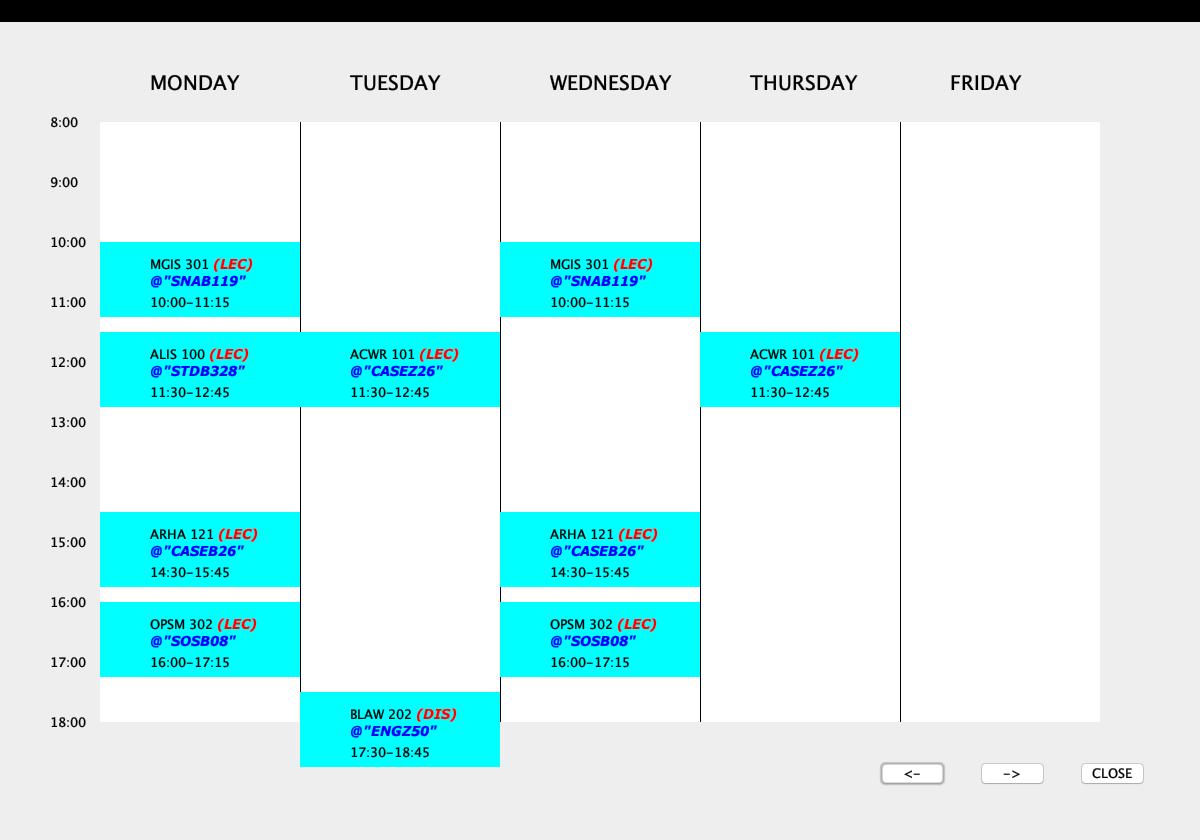 MONDAY TUESDAY WEDNESDAY THURSDAY FRIDAY
8:00
9:00
10:00
MGIS 301 (LEC) MGIS 301 (LEC)
@"SNAB119" @"SNAB119"
11:00 10:00-11:15 10:00-11:15
ALIS 100 (LEC) ACWR 101 (LEC) ACWR 101 (LEC)
12:00 @"STDB328" @"CASEZ26" @"CASEZ26"
11:30-12:45 11:30-12:45 11:30-12:45
13:00
14:00
ARHA 121 (LEC) ARHA 121 (LEC)
15:00 @"CASEB26" @"CASEB26"
14:30-15:45 14:30-15:45
16:00
OPSM 302 (LEC) OPSM 302 (LEC)
@"SOSB08" @"SOSB08"
17:00 16:00-17:15 16:00-17:15
BLAW 202 (DIS)
18:00 @"ENGZ50"
17:30-18:45
<- -> CLOSE